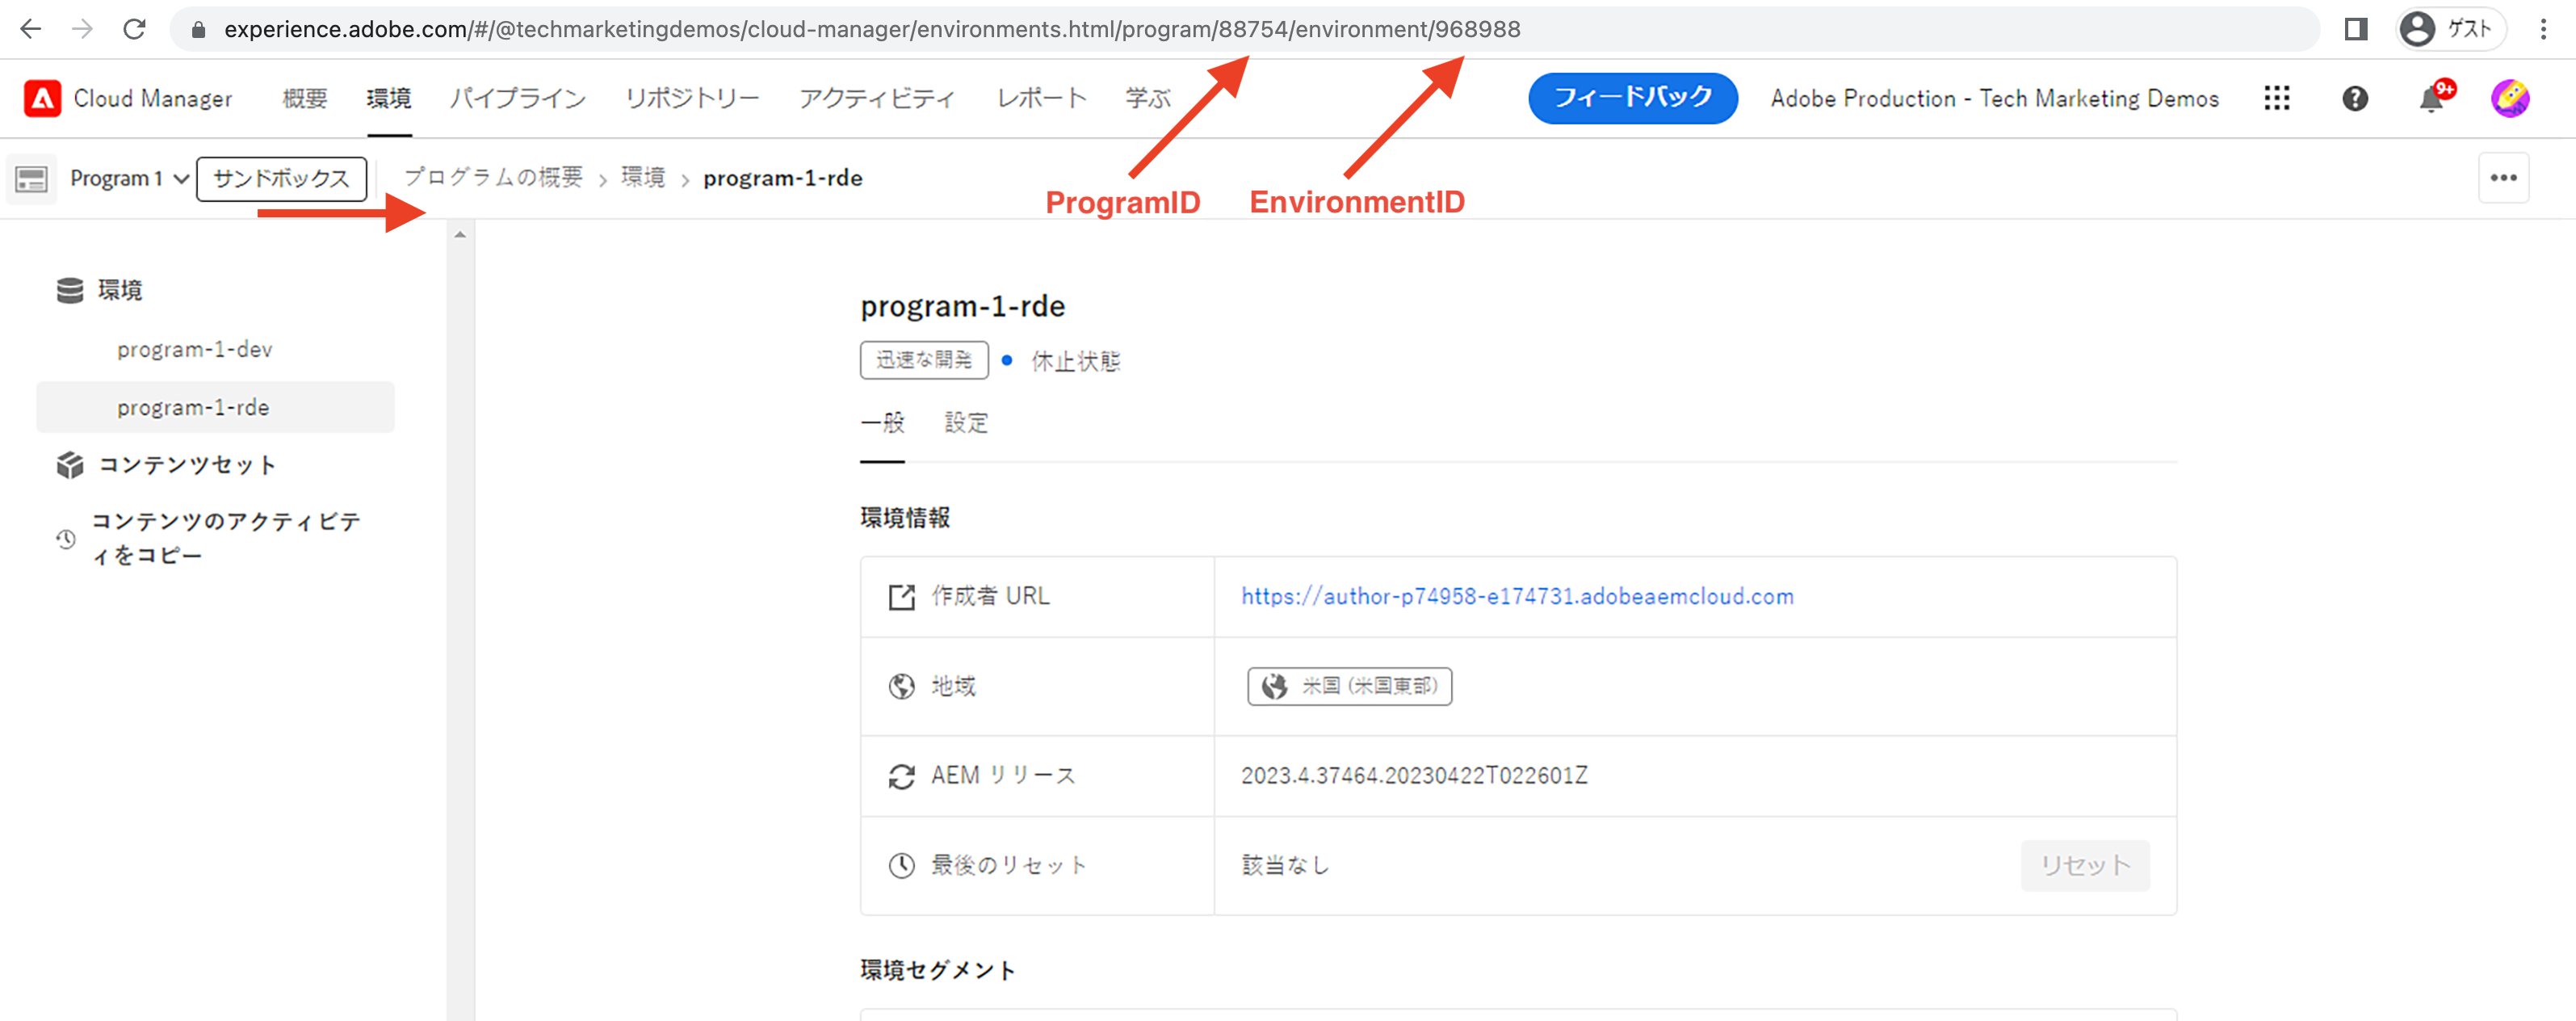 experience.adobe.com/#/@techmarketingdemos/cloud-manager/environments.html/program/88754/environment/968988
ゲスト
Cloud Manager 概要 環境 パイプライン リポジトリー アクティビティ レポート 学ぶ フィードバック Adobe Production - Tech Marketing Demos 9+
Program 1 サンドボックス プログラムの概要 環境 program-1-rde
ProgramID EnvironmentID
環境
program-1-dev
program-1-rde
コンテンツセット
コンテンツのアクティビテ
ィをコピー
program-1-rde
迅速な開発 休止状態
一般 設定
環境情報
作成者 URL https://author-p74958-e174731.adobeaemcloud.com
地域 米国 (米国東部)
AEM リリース 2023.4.37464.20230422T022601Z
最後のリセット 該当なし リセット
環境セグメント